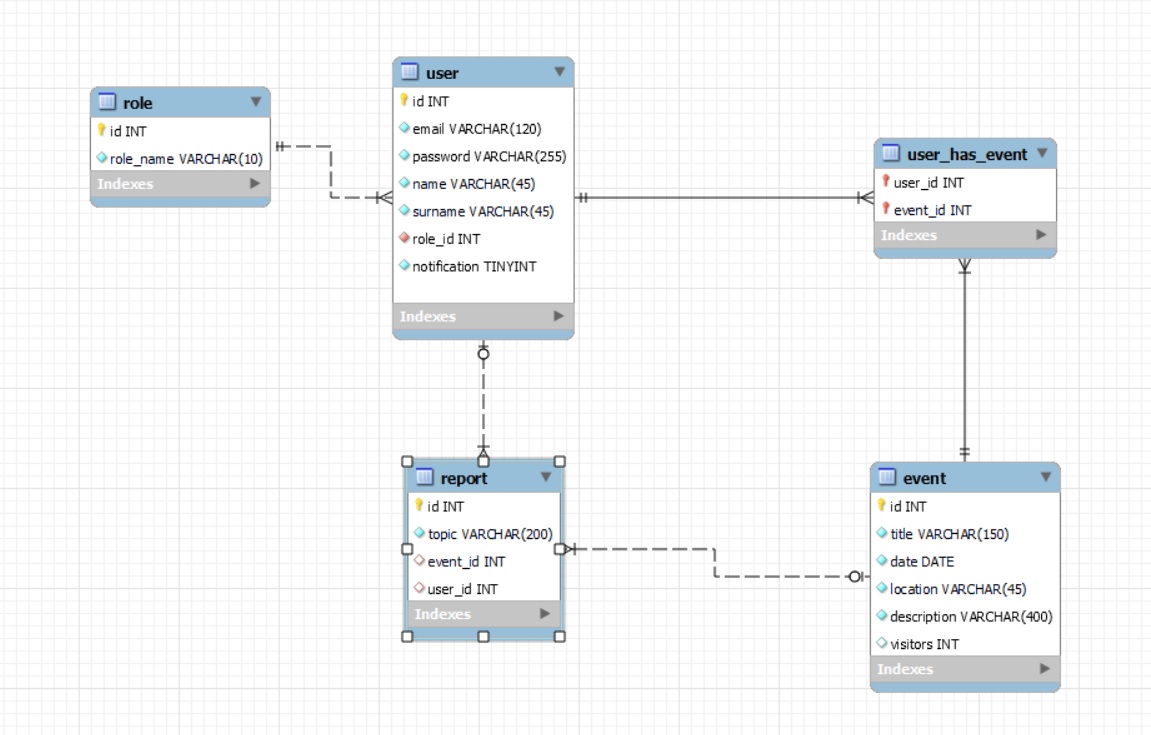 role
id INT
role_name VARCHAR(10)
Indexes
user
id INT
email VARCHAR(120)
password VARCHAR(255)
name VARCHAR(45)
surname VARCHAR(45)
role_id INT
notification TINYINT
Indexes
user_has_event
user_id INT
event_id INT
Indexes
report
id INT
topic VARCHAR(200)
event_id INT
user_id INT
Indexes
event
id INT
title VARCHAR(150)
date DATE
location VARCHAR(45)
description VARCHAR(400)
visitors INT
Indexes